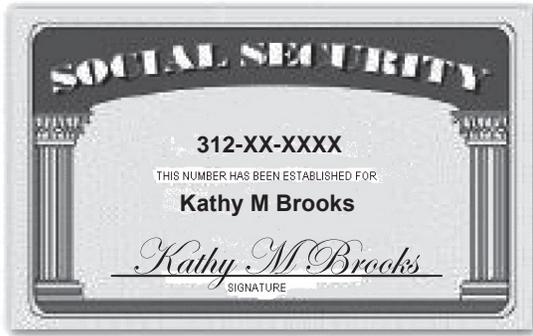 SOCIAL SECURITY
312-XX-XXXX
THIS NUMBER HAS BEEN ESTABLISHED FOR
Kathy M Brooks
Kathy M Brooks
SIGNATURE